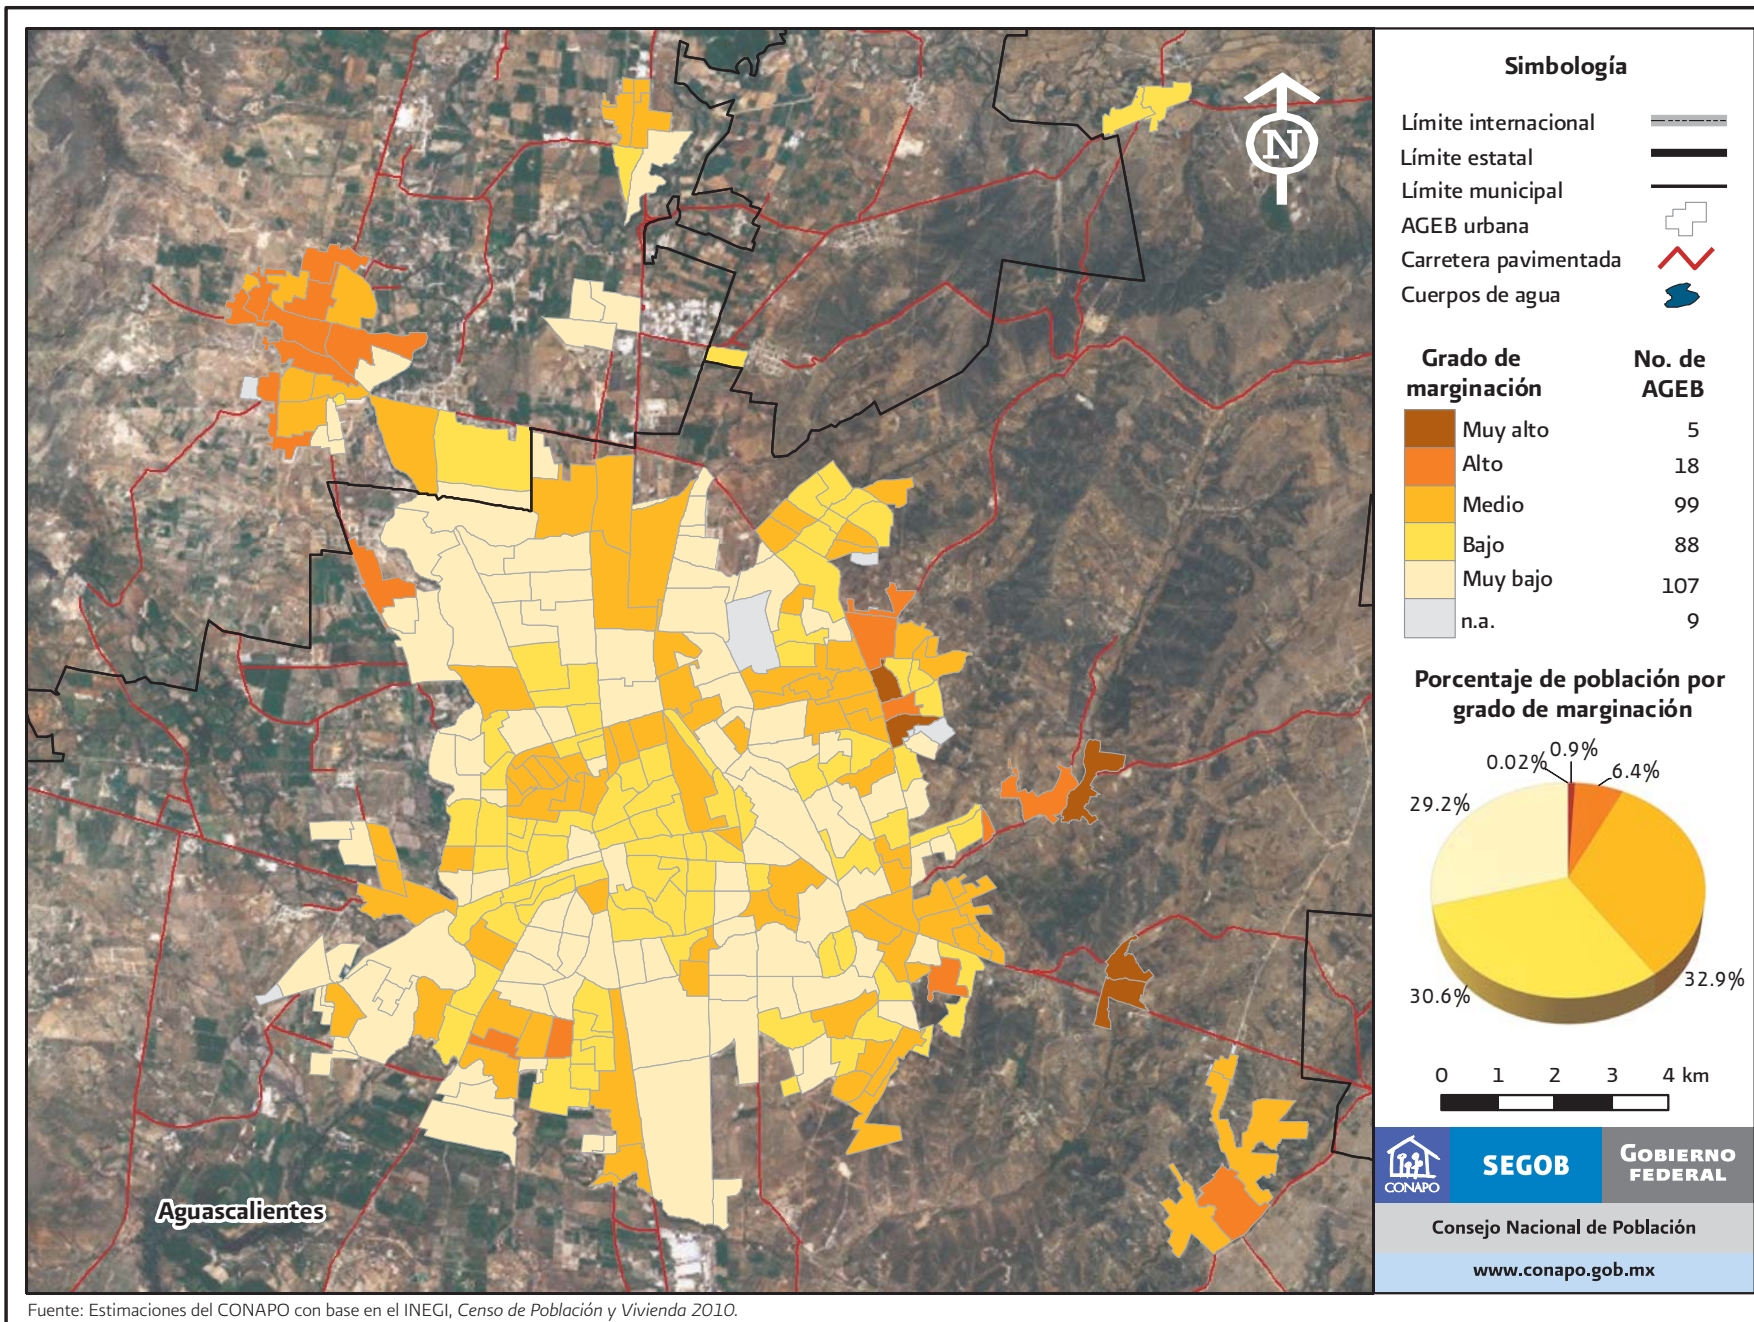 Simbología
Límite internacional
Límite estatal
Límite municipal
AGEB urbana
Carretera pavimentada
Cuerpos de agua
Grado de marginación
No. de AGEB
Muy alto 5
Alto 18
Medio 99
Bajo 88
Muy bajo 107
n.a. 9
Porcentaje de población por
grado de marginación
0.02% 0.9%
6.4%
29.2%
32.9%
30.6%
0 1 2 3 4 km
CONAPO
SEGOB
GOBIERNO
FEDERAL
Consejo Nacional de Población
www.conapo.gob.mx
N
Aguascalientes
Fuente: Estimaciones del CONAPO con base en el INEGI, Censo de Población y Vivienda 2010.